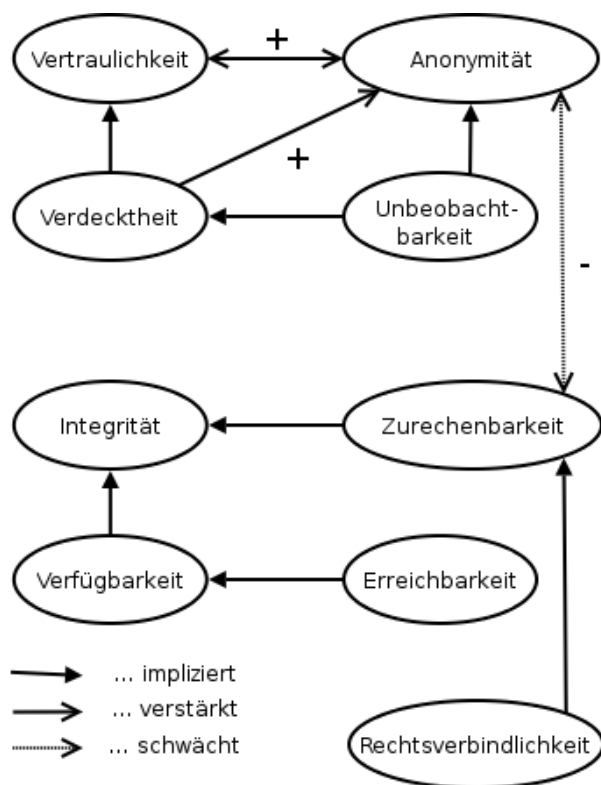 Vertraulichkeit
+
Anonymität
+
Verdecktheit
Unbeobacht-
barkeit
-
Integrität
Zurechenbarkeit
Verfügbarkeit
Erreichbarkeit
... impliziert
... verstärkt
... schwächt
Rechtsverbindlichkeit